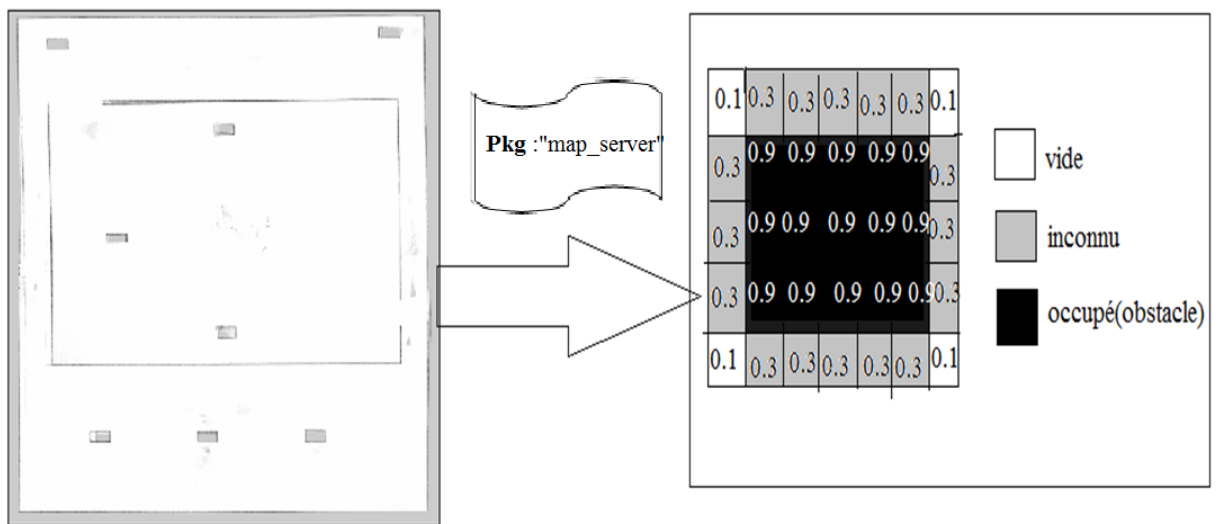 Pkg :"map_server"
0.1 0.3 0.3 0.3 0.3 0.3 0.1
0.3 0.9 0.9 0.9 0.9 0.9 0.3
0.3 0.9 0.9 0.9 0.9 0.9 0.3
0.3 0.9 0.9 0.9 0.9 0.9 0.3
0.1 0.3 0.3 0.3 0.3 0.3 0.1
vide
inconnu
occupé(obstacle)